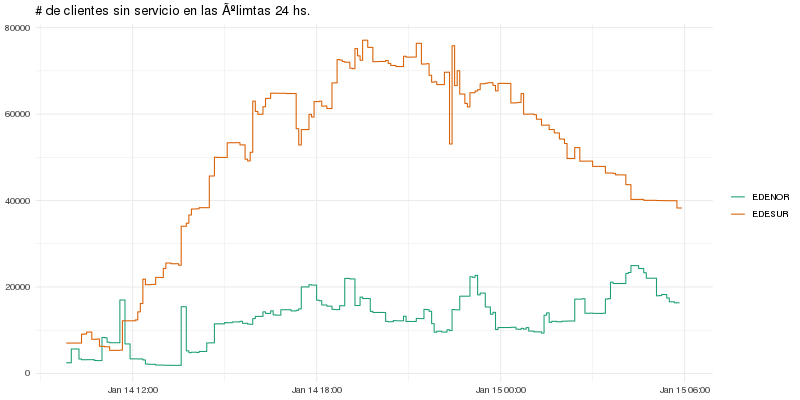 # de clientes sin servicio en las Ãºlimtas 24 hs.
80000
60000
40000
20000
0
Jan 14 12:00
Jan 14 18:00
Jan 15 00:00
Jan 15 06:00
EDENOR
EDESUR